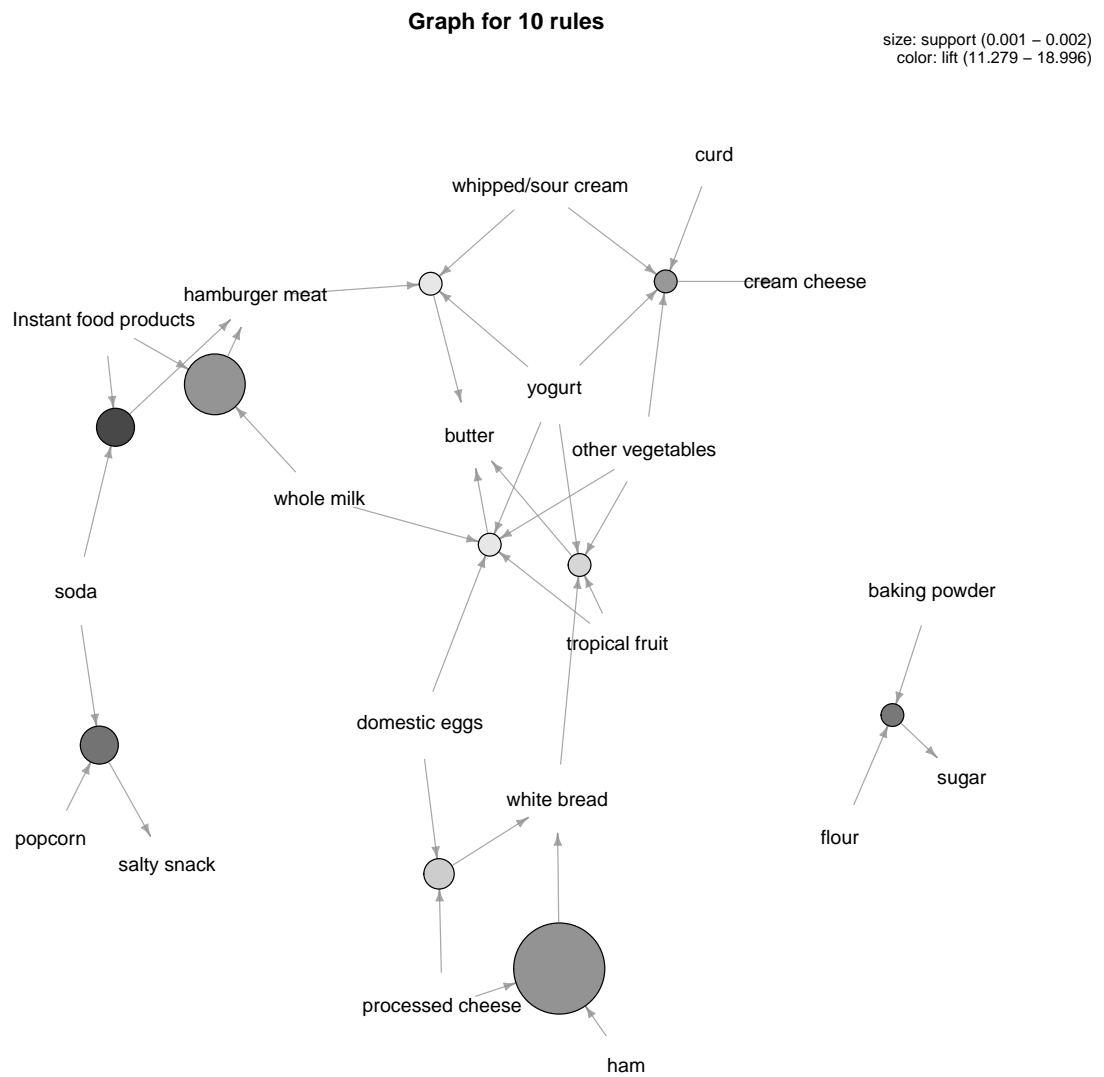 Graph for 10 rules
size: support (0.001 − 0.002)
color: lift (11.279 − 18.996)
curd
whipped/sour cream
cream cheese
hamburger meat
Instant food products
yogurt
butter
other vegetables
whole milk
soda
baking powder
tropical fruit
domestic eggs
sugar
white bread
popcorn
flour
salty snack
processed cheese
ham